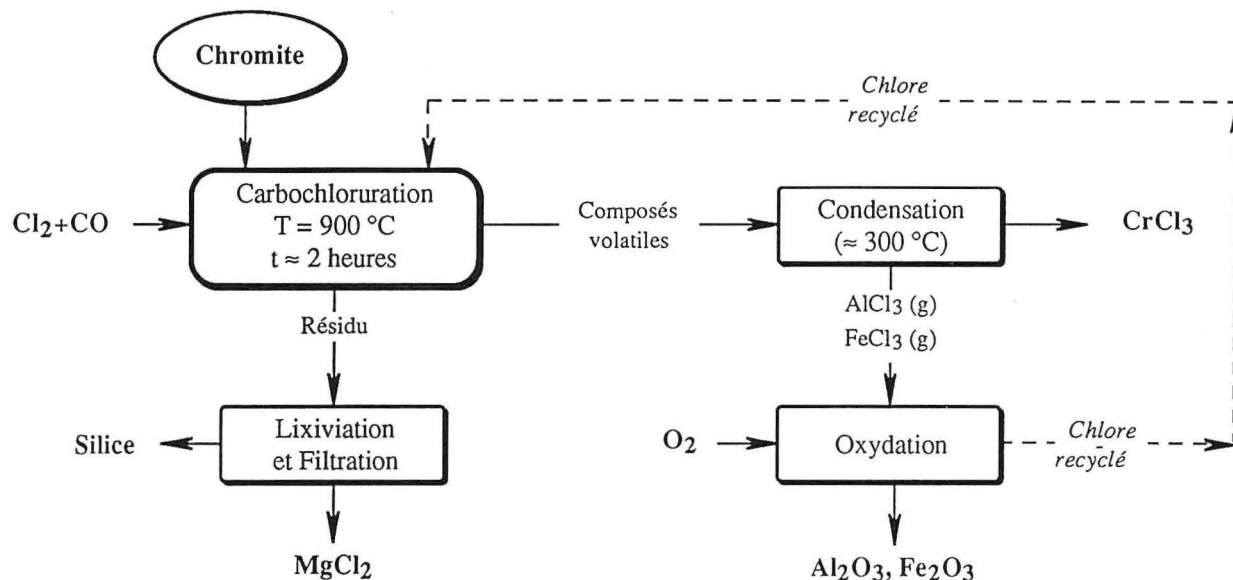 Chromite
Chlore
recyclé
Carbochloruration
T = 900 °C
t ≈ 2 heures
Cl2+CO
Composés
volatiles
Condensation
(≈ 300 °C)
CrCl3
Résidu
AlCl3 (g)
FeCl3 (g)
Silice
Lixiviation
et Filtration
O2
Oxydation
Chlore
recyclé
MgCl2
Al2O3, Fe2O3